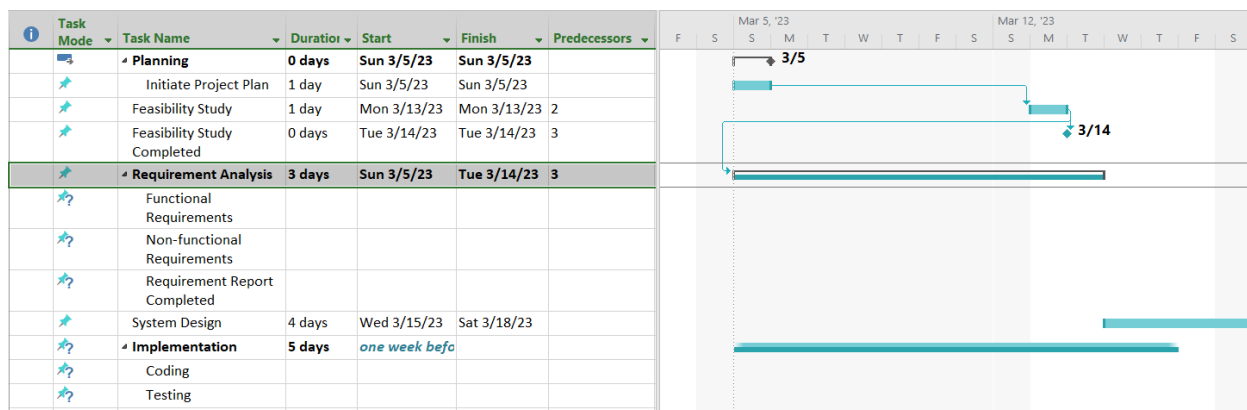 Mar 5, '23 Mar 12, '23
Task Mode Task Name Duration Start Finish Predecessors F S S M T W T F S S M T W T F S
Planning 0 days Sun 3/5/23 Sun 3/5/23 3/5
Initiate Project Plan 1 day Sun 3/5/23 Sun 3/5/23
Feasibility Study 1 day Mon 3/13/23 Mon 3/13/23 2
Feasibility Study Completed 0 days Tue 3/14/23 Tue 3/14/23 3 3/14
Requirement Analysis 3 days Sun 3/5/23 Tue 3/14/23 3
Functional Requirements
Non-functional Requirements
Requirement Report Completed
System Design 4 days Wed 3/15/23 Sat 3/18/23
Implementation 5 days one week befo
Coding
Testing